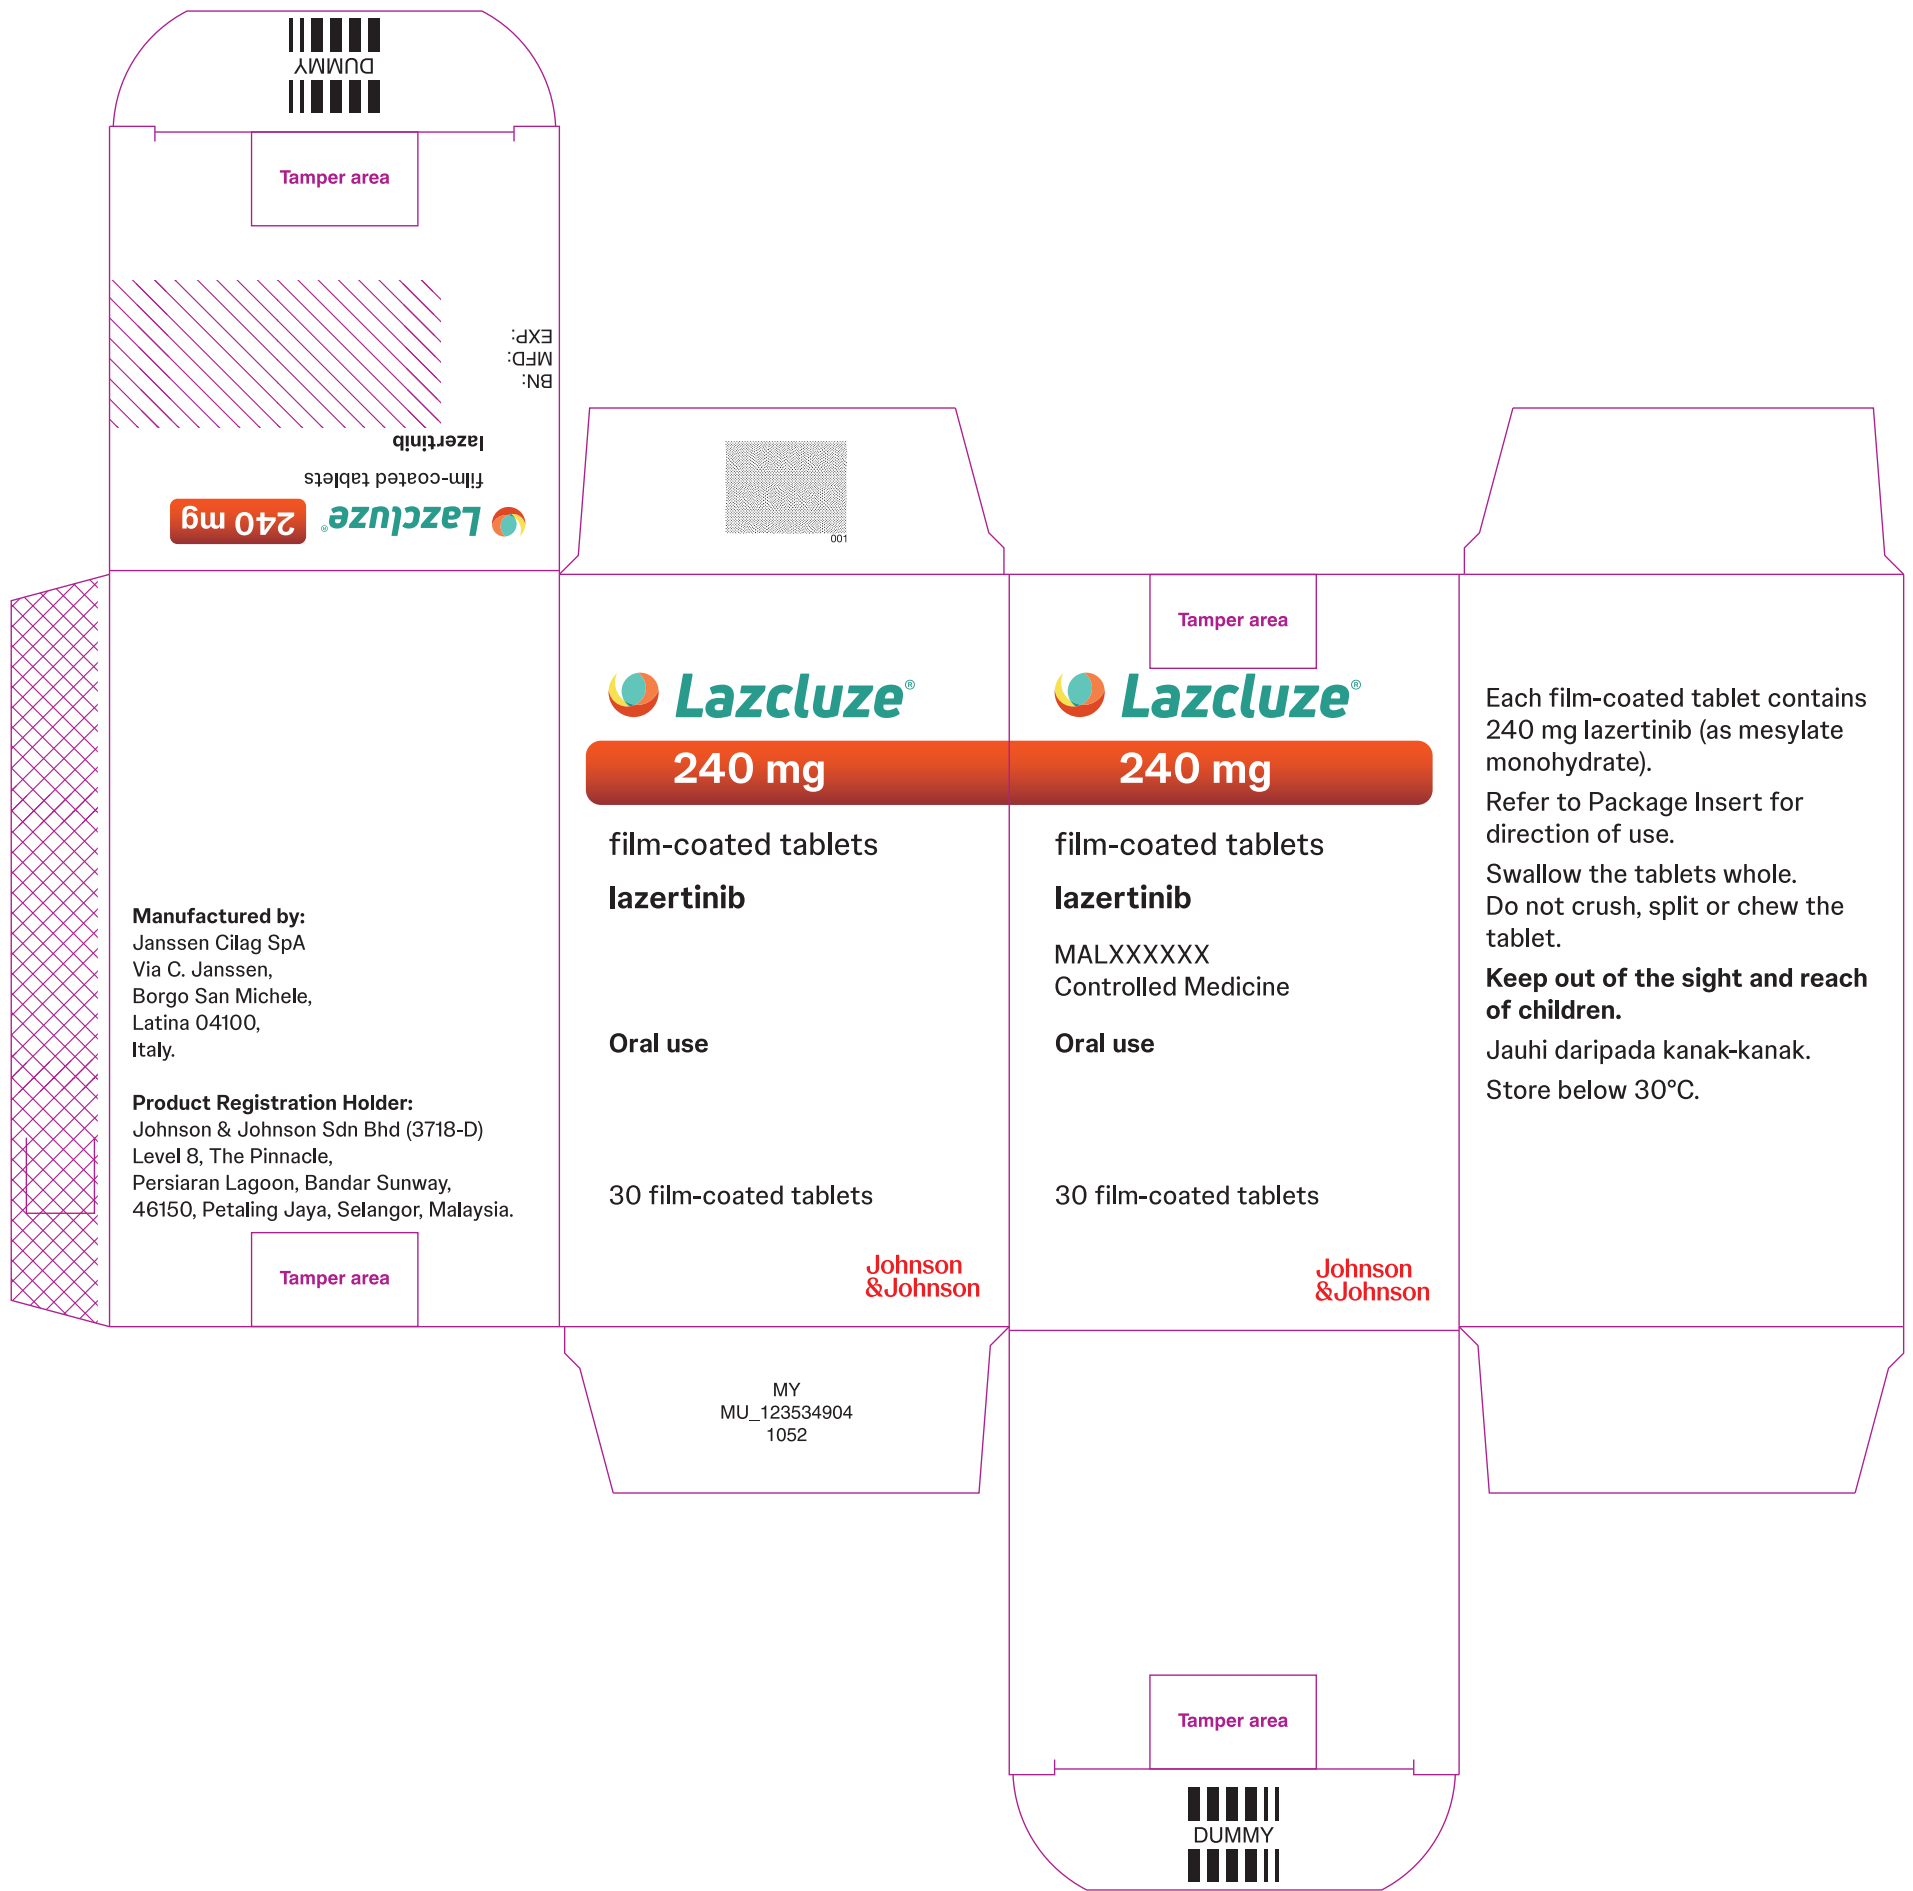 DUMMY
Tamper area
BN:
MFD:
EXP:
Lazcluze® 240 mg
film-coated tablets
lazertinib
Manufactured by:
Janssen Cilag SpA
Via C. Janssen,
Borgo San Michele,
Latina 04100,
Italy.
Product Registration Holder:
Johnson & Johnson Sdn Bhd (3718-D)
Level 8, The Pinnacle,
Persiaran Lagoon, Bandar Sunway,
46150, Petaling Jaya, Selangor, Malaysia.
Tamper area
001
Lazcluze®
240 mg
film-coated tablets
lazertinib
Oral use
30 film-coated tablets
Johnson
&Johnson
MY
MU_123534904
1052
Tamper area
Lazcluze®
240 mg
film-coated tablets
lazertinib
MALXXXXXX
Controlled Medicine
Oral use
30 film-coated tablets
Johnson
&Johnson
Tamper area
DUMMY
Each film-coated tablet contains
240 mg lazertinib (as mesylate
monohydrate).
Refer to Package Insert for
direction of use.
Swallow the tablets whole.
Do not crush, split or chew the
tablet.
Keep out of the sight and reach
of children.
Jauhi daripada kanak-kanak.
Store below 30°C.